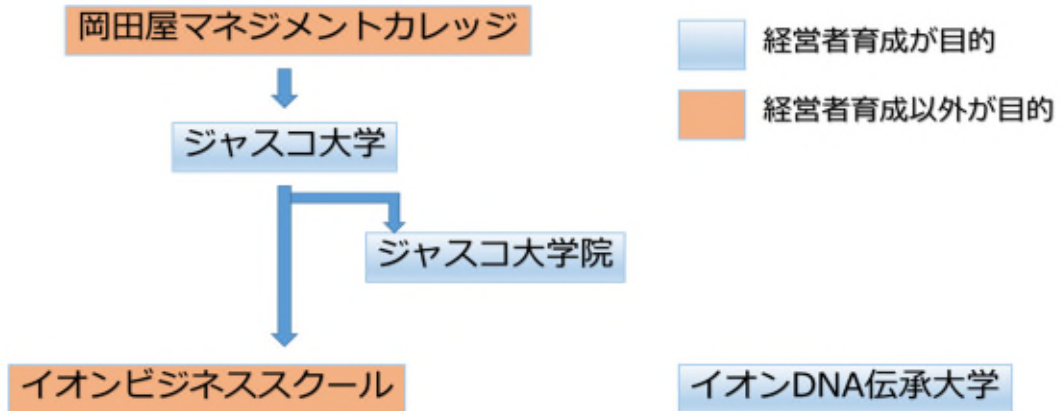 岡田屋マネジメントカレッジ
経営者育成が目的
経営者育成以外が目的
ジャスコ大学
ジャスコ大学院
イオンビジネススクール
イオンDNA伝承大学